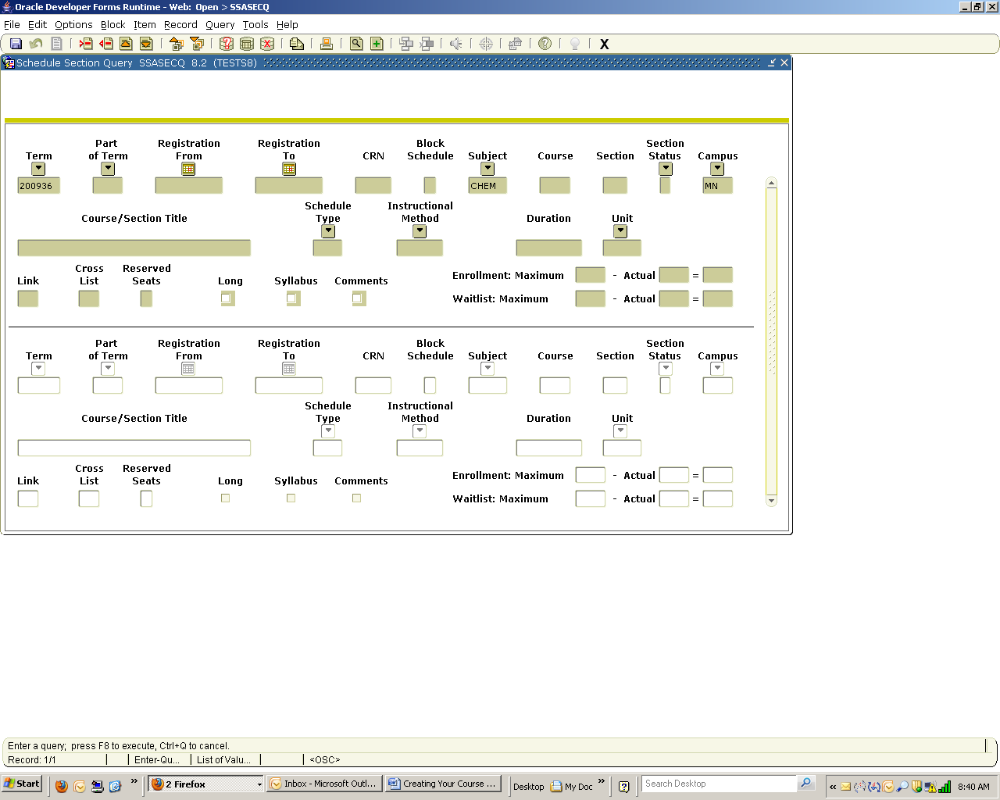 Oracle Developer Forms Runtime - Web: Open > SSASECQ
File Edit Options Block Item Record Query Tools Help
X
Schedule Section Query SSASECQ 8.2 (TESTS8)
Part Registration Registration Block Section
Term of Term From To CRN Schedule Subject Course Section Status Campus
200936 CHEM MN
Schedule Instructional
Course/Section Title Type Method Duration Unit
Cross Reserved
Link List Seats Long Syllabus Comments
Enrollment: Maximum - Actual =
Waitlist: Maximum - Actual =
Part Registration Registration Block Section
Term of Term From To CRN Schedule Subject Course Section Status Campus
Schedule Instructional
Course/Section Title Type Method Duration Unit
Cross Reserved
Link List Seats Long Syllabus Comments
Enrollment: Maximum - Actual =
Waitlist: Maximum - Actual =
Enter a query; press F8 to execute, Ctrl+Q to cancel.
Record: 1/1 Enter-Qu... List of Valu... <OSC>
Start » 2 Firefox Inbox - Microsoft Outl... Creating Your Course ... Desktop My Doc » Search Desktop « 8:40 AM